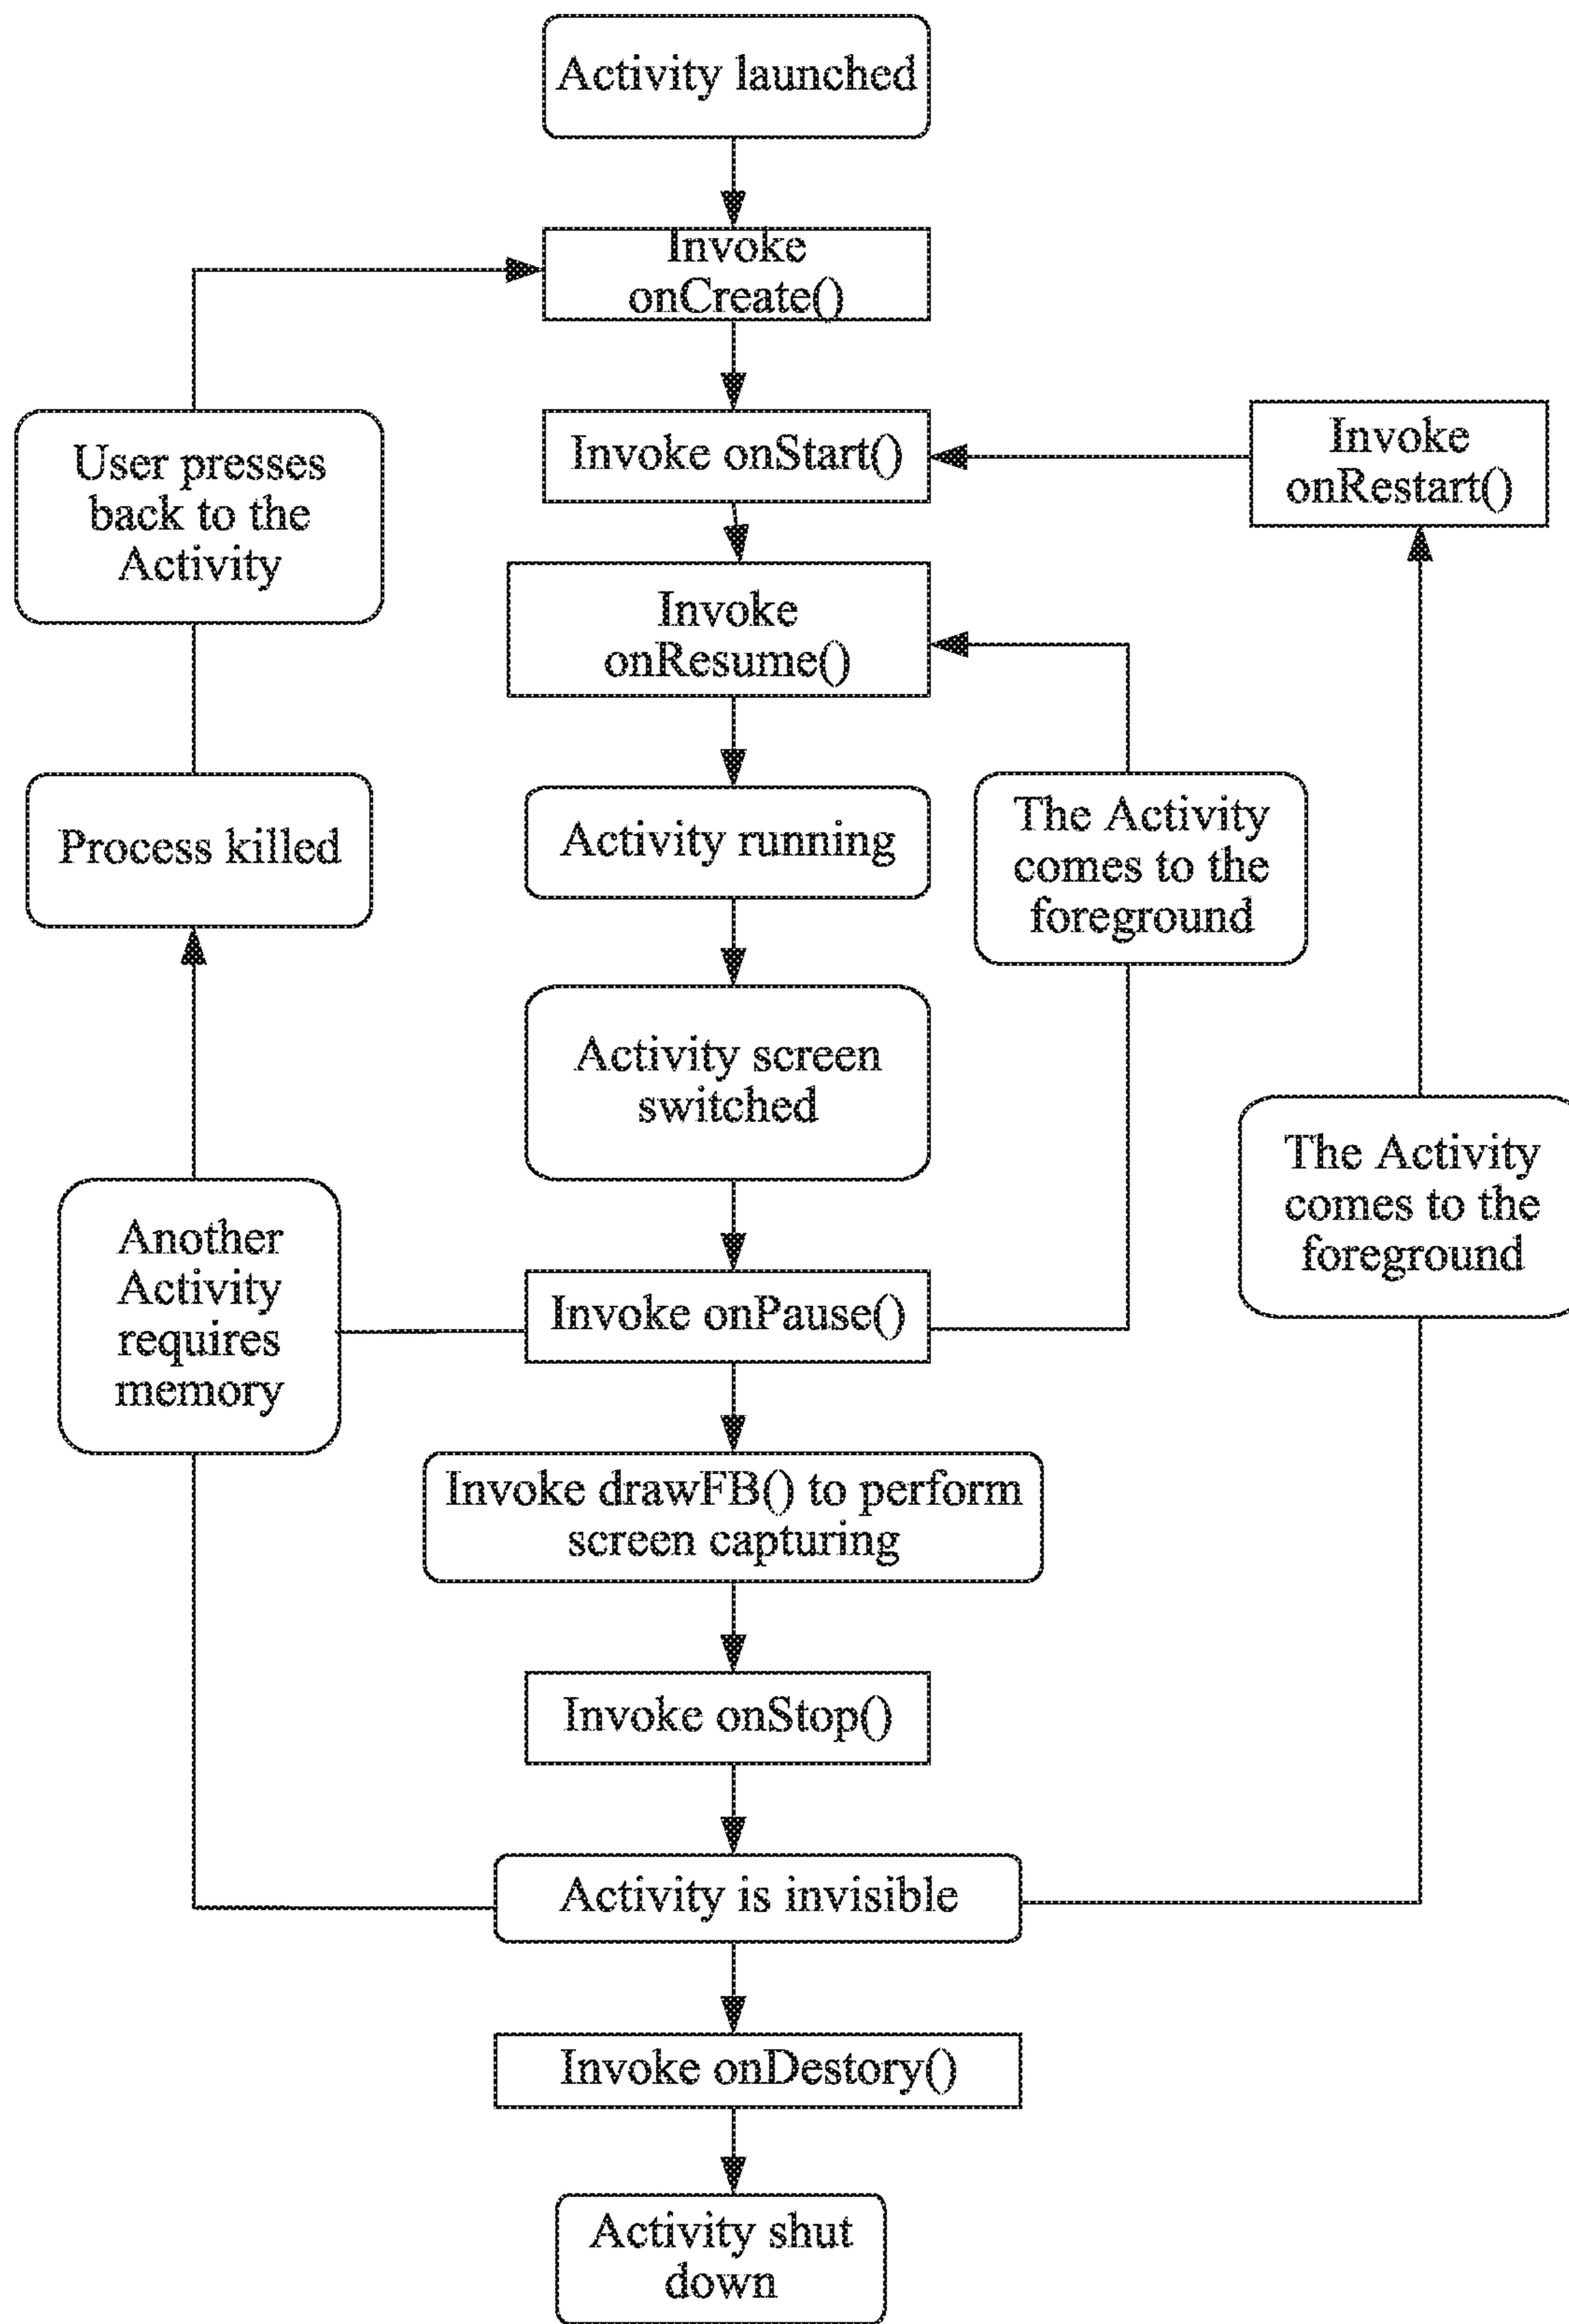 Activity launched
Invoke
onCreate()
User presses
back to the
Activity
Invoke onStart()
Invoke
onRestart()
Invoke
onResume()
Process killed
Activity running
The Activity
comes to the
foreground
Activity screen
switched
The Activity
comes to the
foreground
Another
Activity
requires
memory
Invoke onPause()
Invoke drawFB() to perform
screen capturing
Invoke onStop()
Activity is invisible
Invoke onDestory()
Activity shut
down